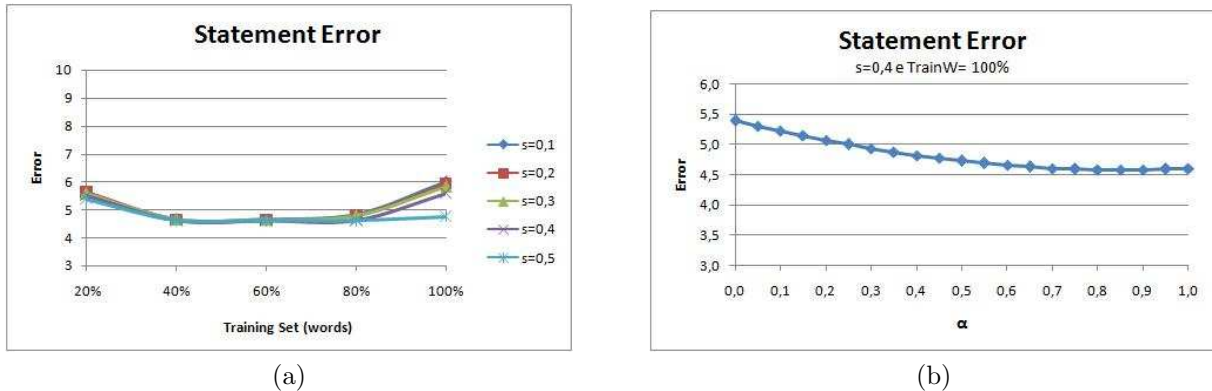 Statement Error
10
9
8
7
6
5
4
3
Error
20% 40% 60% 80% 100%
Training Set (words)
s=0,1
s=0,2
s=0,3
s=0,4
s=0,5
(a)
Statement Error
s=0,4 e TrainW= 100%
6,0
5,5
5,0
4,5
4,0
3,5
3,0
Error
0,0 0,1 0,2 0,3 0,4 0,5 0,6 0,7 0,8 0,9 1,0
α
(b)